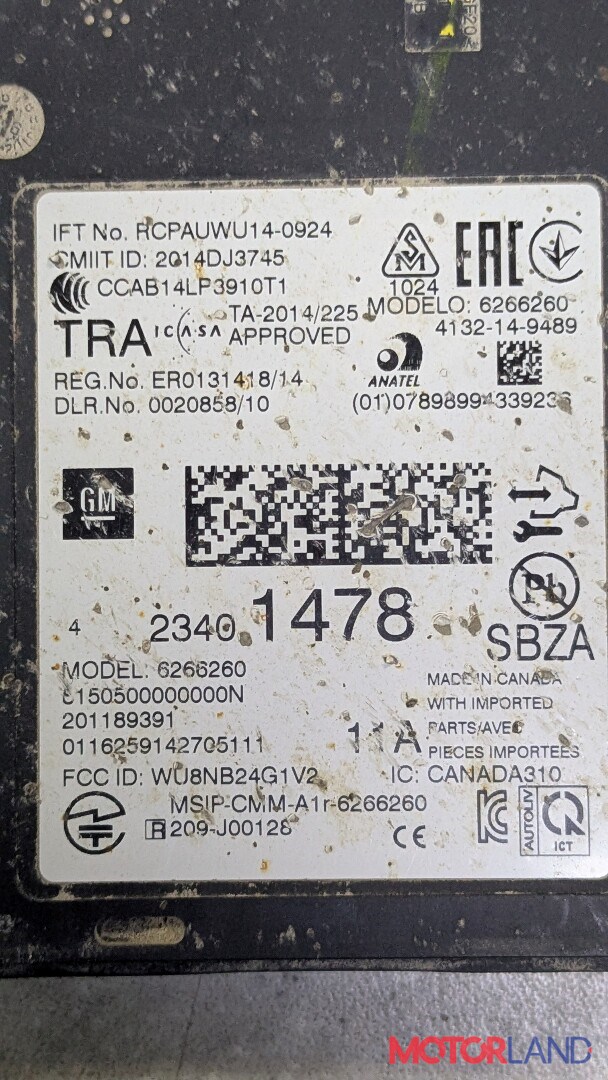 IFT No. RCPAUWU14-0924
CMIIT ID: 2014DJ3745
CCAB14LP3910T1
1024
EAC
TRA ICASA TA-2014/225 APPROVED
MODELO: 6266260
4132-14-9489
ANATEL
REG.No. ER0131418/14
DLR.No. 0020858/10
(01)07898994339236
GM
Pb
4 2340 1478
SBZA
MODEL: 6266260
6150500000000N
201189391
0116259142705111
11A
MADE IN CANADA
WITH IMPORTED
PARTS/AVEC
PIECES IMPORTEES
FCC ID: WU8NB24G1V2
IC: CANADA310
MSIP-CMM-A1r-6266260
R 209-J00128
CE
AUTOLIV
ICT
MOTORLAND